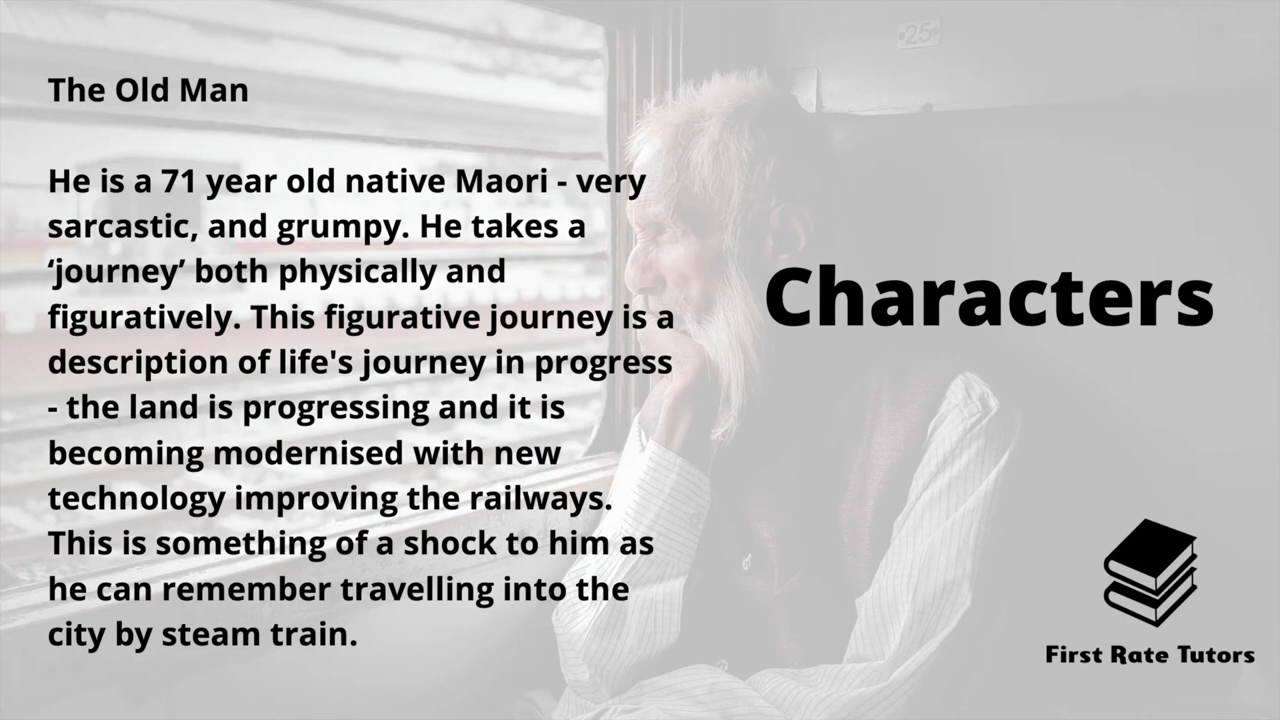 25
The Old Man
He is a 71 year old native Maori - very
sarcastic, and grumpy. He takes a
‘journey’ both physically and
figuratively. This figurative journey is a
description of life's journey in progress
- the land is progressing and it is
becoming modernised with new
technology improving the railways.
This is something of a shock to him as
he can remember travelling into the
city by steam train.
Characters
First Rate Tutors